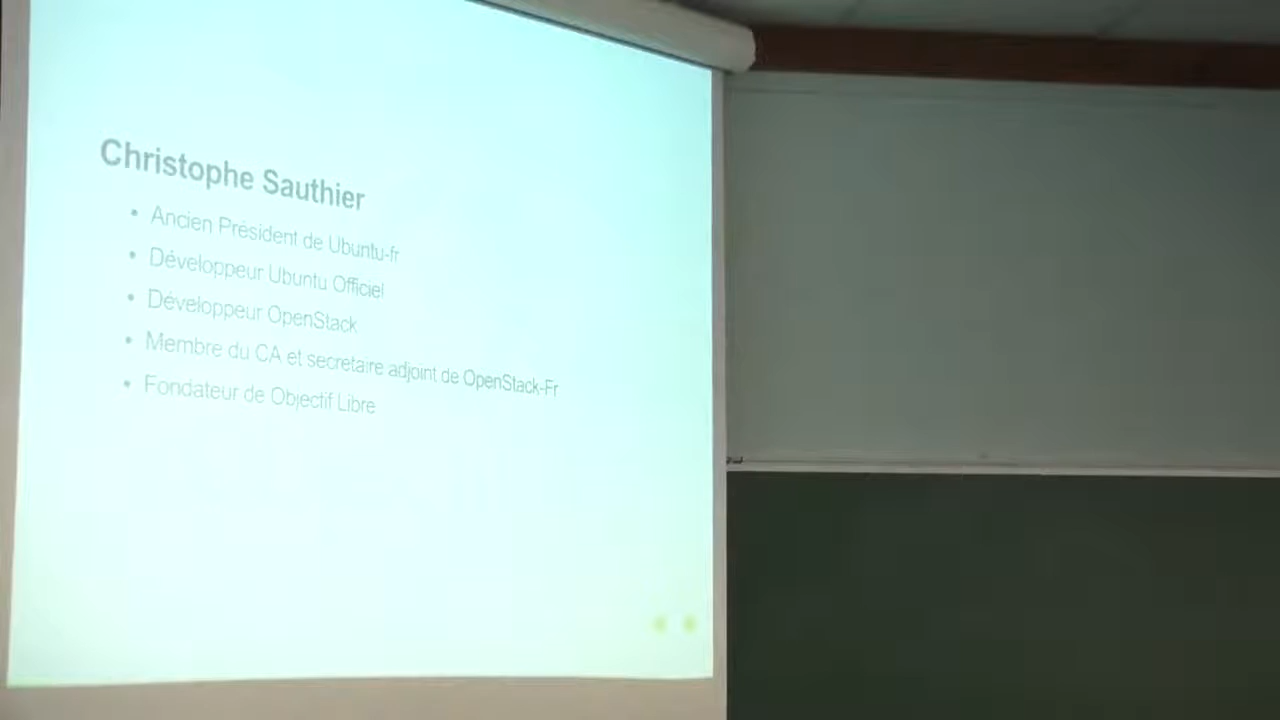 Christophe Sauthier
• Ancien Président de Ubuntu-fr
• Développeur Ubuntu Officiel
• Développeur OpenStack
• Membre du CA et secretaire adjoint de OpenStack-Fr
• Fondateur de Objectif Libre